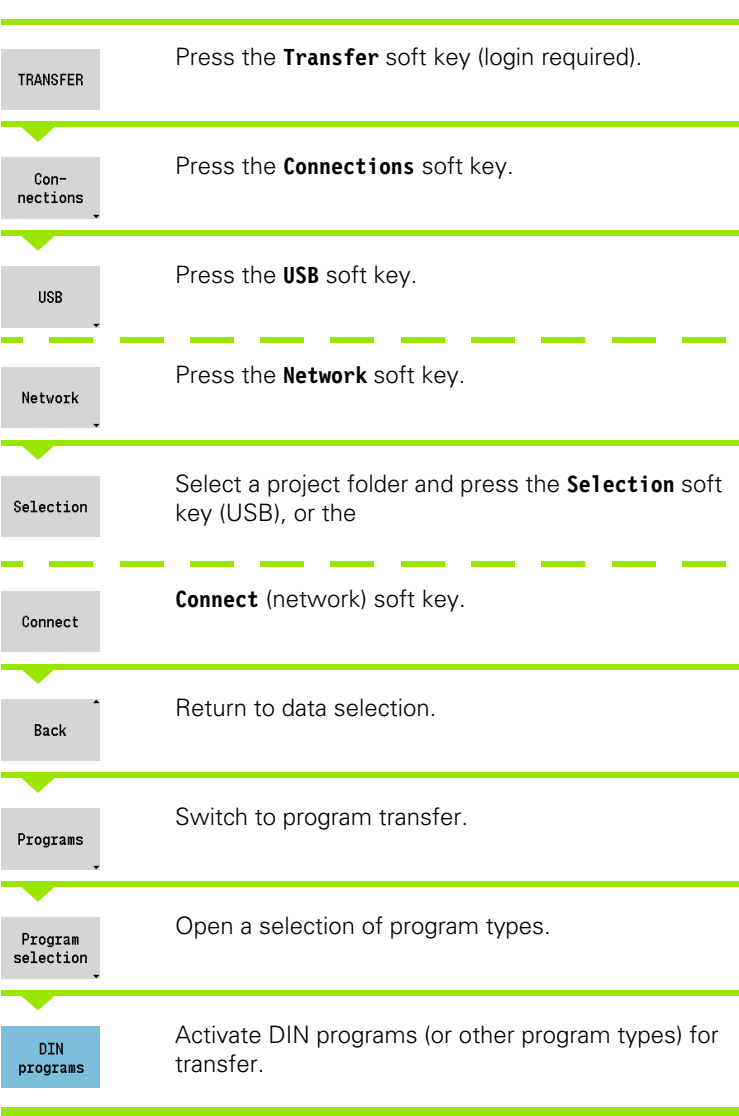 TRANSFER
Press the Transfer soft key (login required).
Con-
nections
Press the Connections soft key.
USB
Press the USB soft key.
Network
Press the Network soft key.
Selection
Select a project folder and press the Selection soft
key (USB), or the
Connect
Connect (network) soft key.
Back
Return to data selection.
Programs
Switch to program transfer.
Program
selection
Open a selection of program types.
DIN
programs
Activate DIN programs (or other program types) for
transfer.